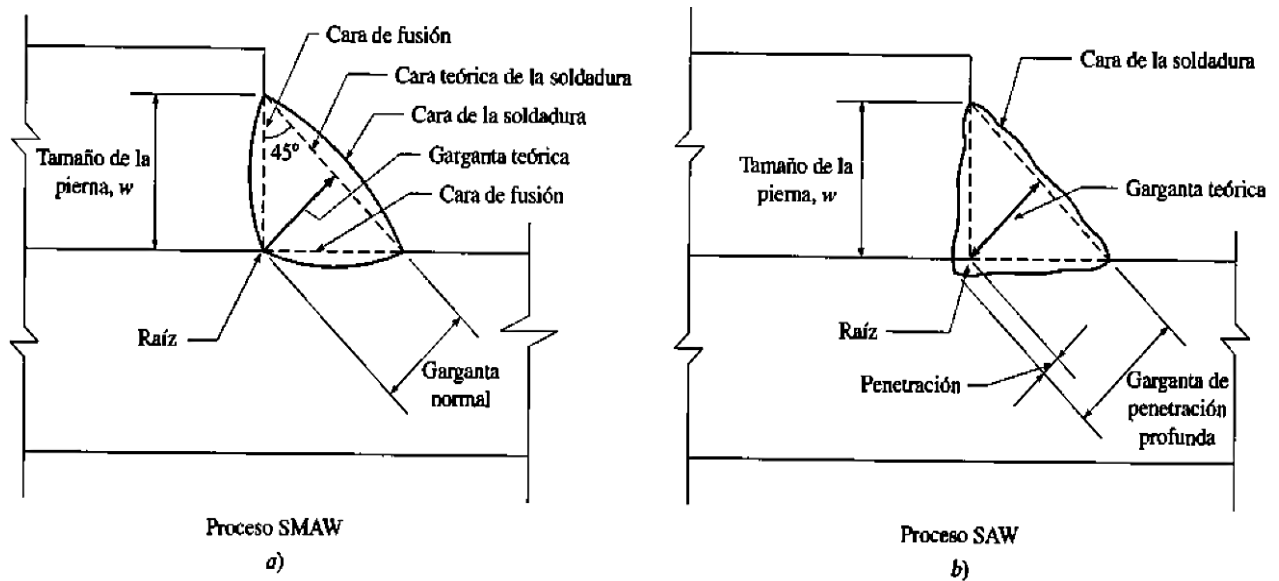 Cara de fusión
Cara teórica de la soldadura
Cara de la soldadura
45°
Garganta teórica
Cara de fusión
Tamaño de la
pierna, w
Raíz
Garganta
normal
Proceso SMAW
a)
Cara de la soldadura
Tamaño de la
pierna, w
Garganta teórica
Raíz
Penetración
Garganta de
penetración
profunda
Proceso SAW
b)